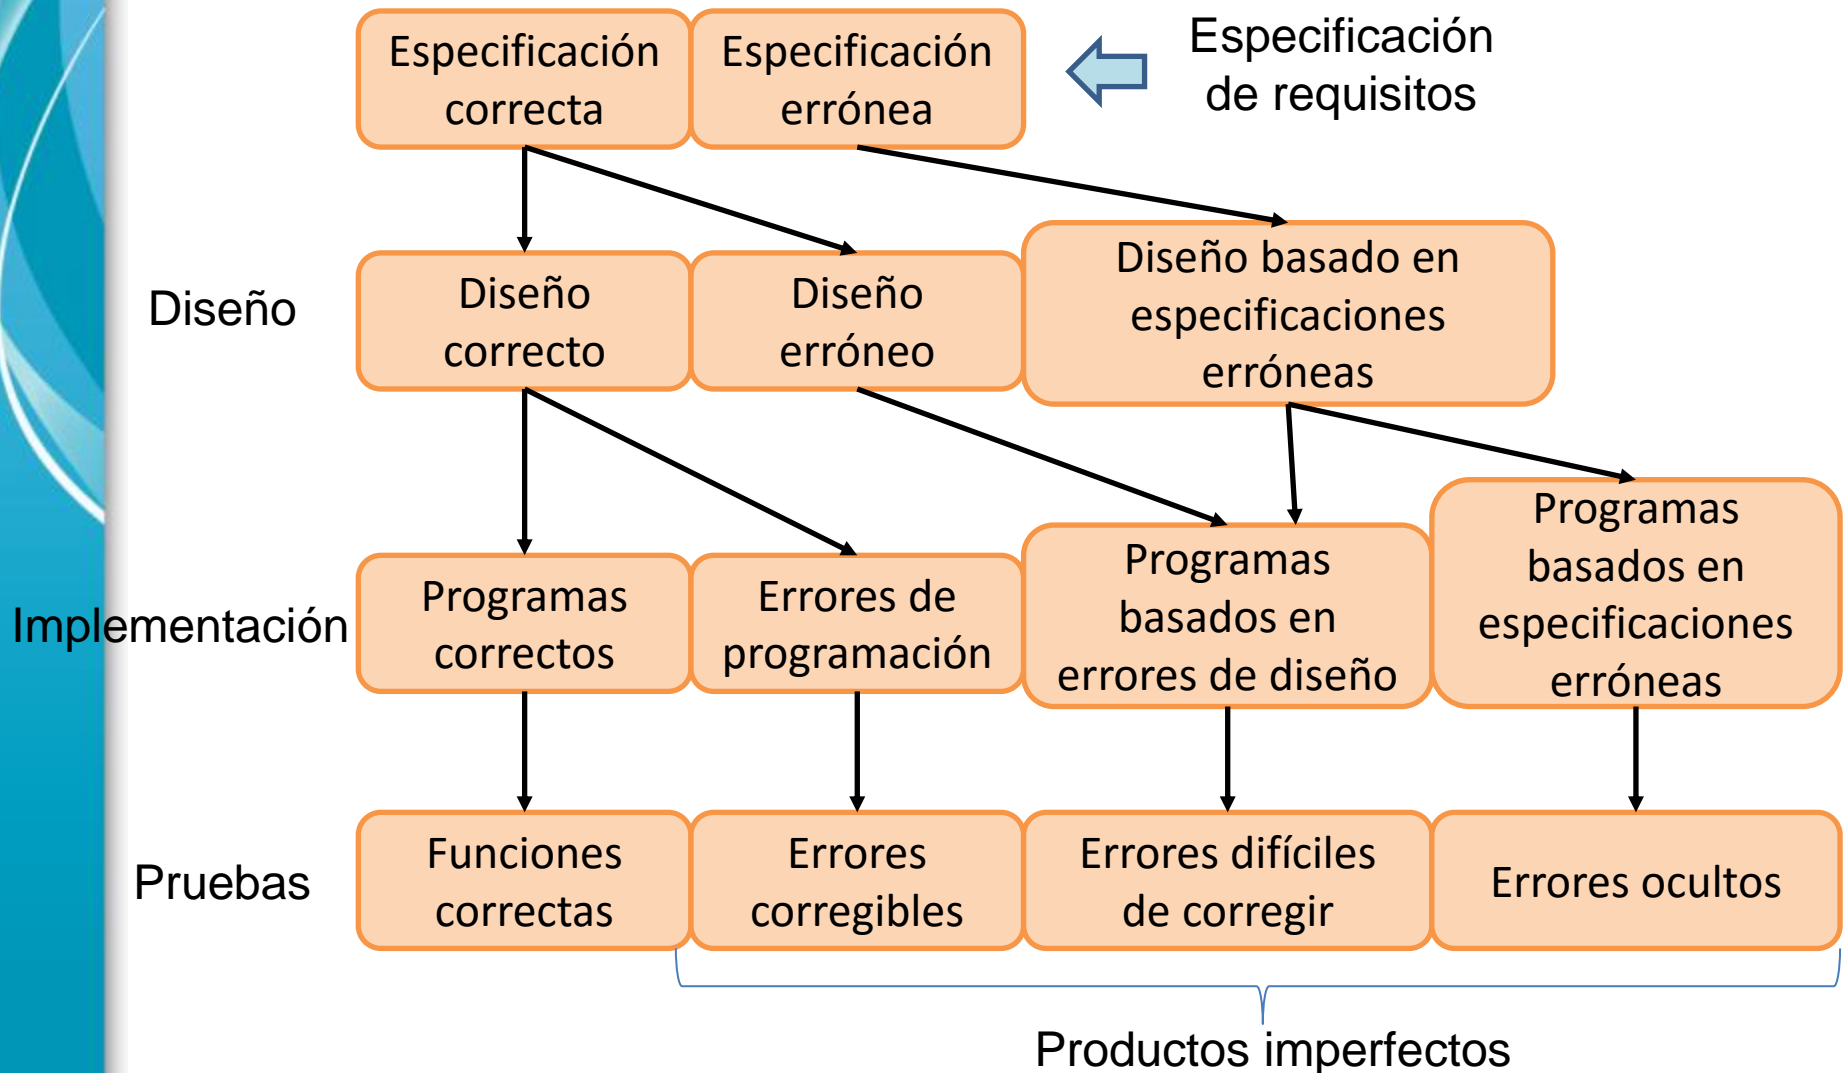 Especificación
correcta
Especificación
errónea
Especificación
de requisitos
Diseño
Diseño
correcto
Diseño
erróneo
Diseño basado en
especificaciones
erróneas
Implementación
Programas
correctos
Errores de
programación
Programas
basados en
errores de diseño
Programas
basados en
especificaciones
erróneas
Pruebas
Funciones
correctas
Errores
corregibles
Errores difíciles
de corregir
Errores ocultos
Productos imperfectos